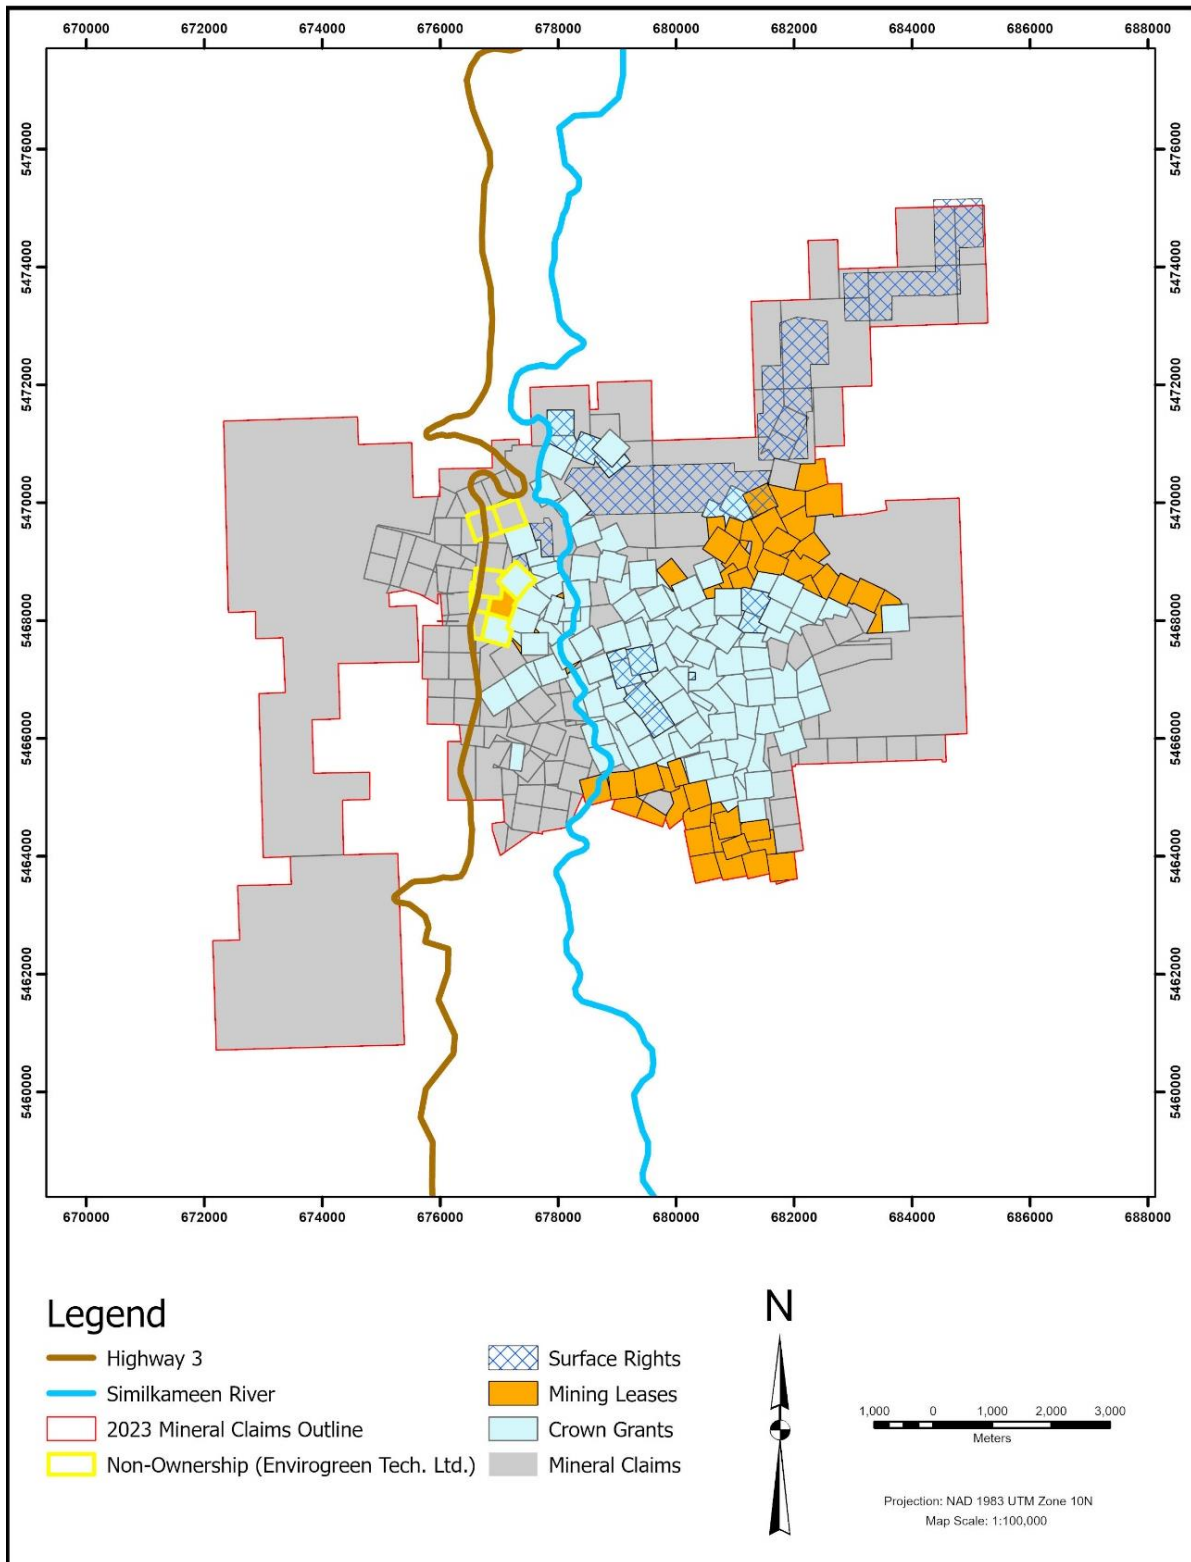 670000 672000 674000 676000 678000 680000 682000 684000 686000 688000
5476000 5476000
5474000 5474000
5472000 5472000
5470000 5470000
5468000 5468000
5466000 5466000
5464000 5464000
5462000 5462000
5460000 5460000
670000 672000 674000 676000 678000 680000 682000 684000 686000 688000
Legend
Highway 3
Similkameen River
2023 Mineral Claims Outline
Non-Ownership (Envirogreen Tech. Ltd.)
Surface Rights
Mining Leases
Crown Grants
Mineral Claims
N
1,000 0 1,000 2,000 3,000
Meters
Projection: NAD 1983 UTM Zone 10N
Map Scale: 1:100,000